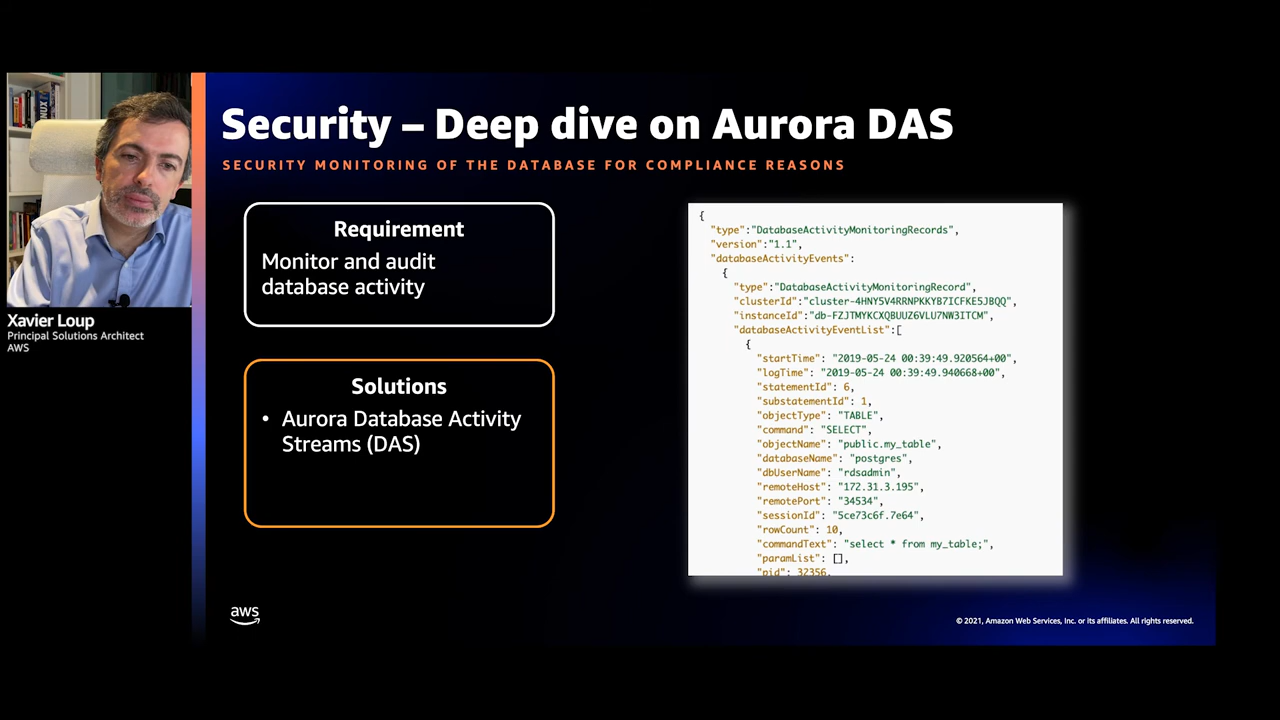 Security – Deep dive on Aurora DAS
SECURITY MONITORING OF THE DATABASE FOR COMPLIANCE REASONS
Xavier Loup
Principal Solutions Architect
AWS
Requirement
Monitor and audit
database activity
Solutions
• Aurora Database Activity
Streams (DAS)
{
"type":"DatabaseActivityMonitoringRecords",
"version":"1.1",
"databaseActivityEvents":
{
"type":"DatabaseActivityMonitoringRecord",
"clusterId":"cluster-4HNY5V4RRNPKKYB7ICFKE5JBQQ",
"instanceId":"db-FZJTMYKCXQBUUZ6VLU7NW3ITCM",
"databaseActivityEventList":[
{
"startTime": "2019-05-24 00:39:49.920564+00",
"logTime": "2019-05-24 00:39:49.940668+00",
"statementId": 6,
"substatementId": 1,
"objectType": "TABLE",
"command": "SELECT",
"objectName": "public.my_table",
"databaseName": "postgres",
"dbUserName": "rdsadmin",
"remoteHost": "172.31.3.195",
"remotePort": "34534",
"sessionId": "5ce73c6f.7e64",
"rowCount": 10,
"commandText": "select * from my_table;",
"paramList": [],
"pid": 32356,
aws
© 2021, Amazon Web Services, Inc. or its affiliates. All rights reserved.